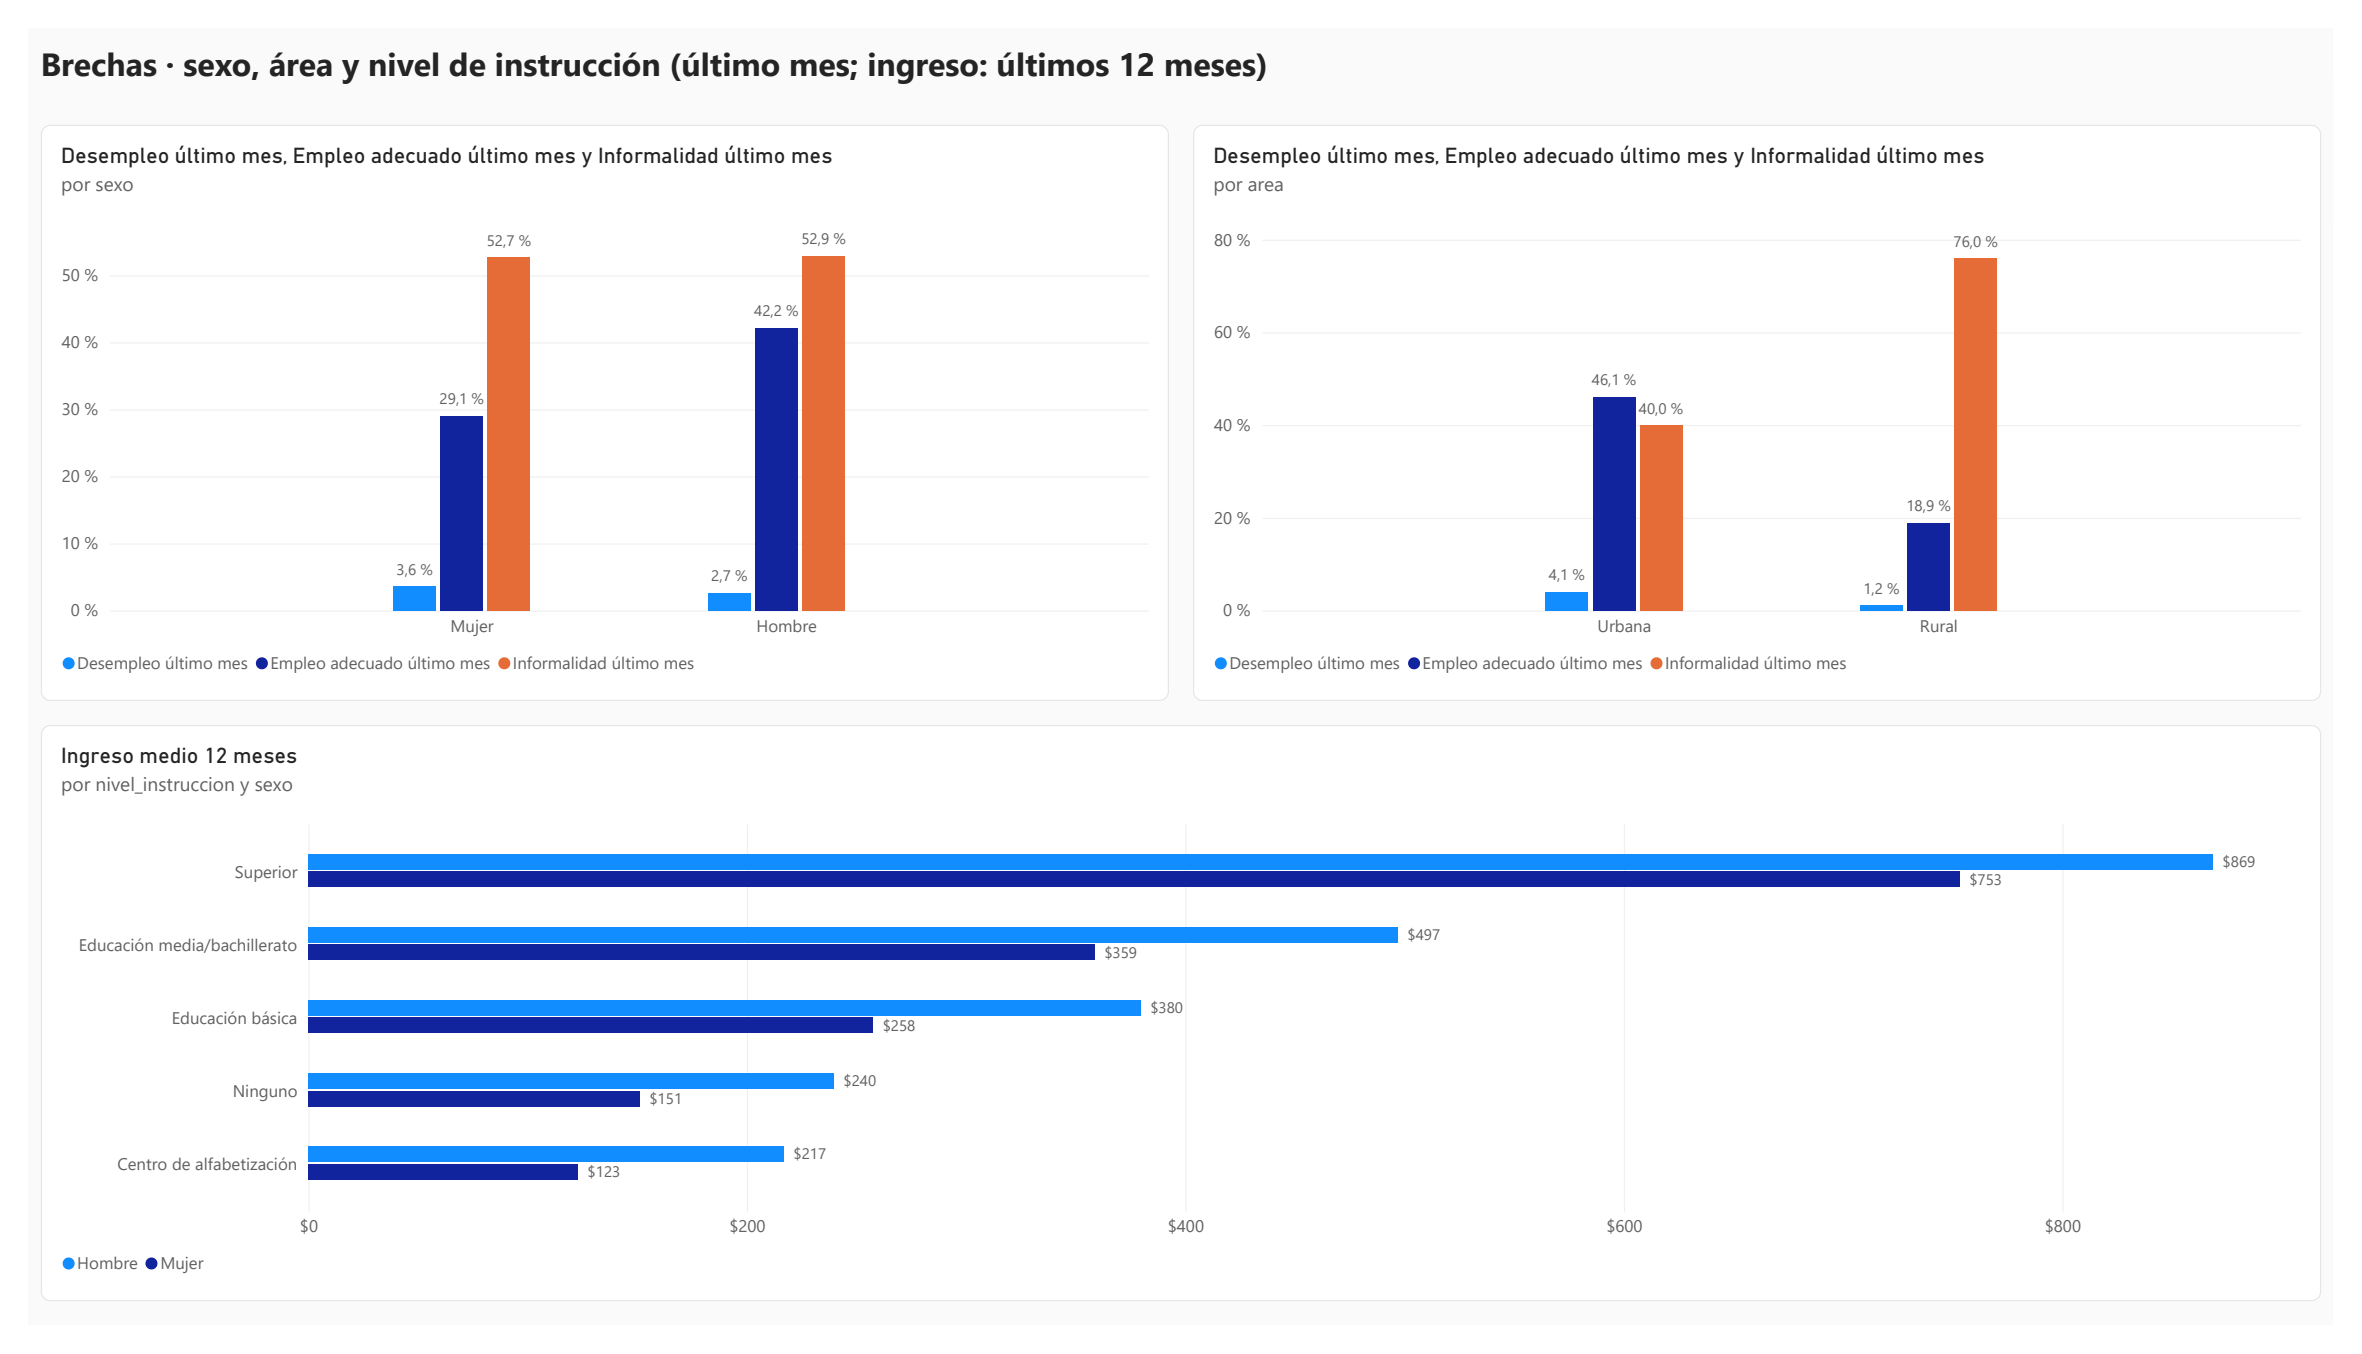 Brechas · sexo, área y nivel de instrucción (último mes; ingreso: últimos 12 meses)
Desempleo último mes, Empleo adecuado último mes y Informalidad último mes
por sexo
52,7 %
52,9 %
50 %
42,2 %
40 %
29,1 %
30 %
20 %
10 %
3,6 %
2,7 %
0 %
Mujer
Hombre
Desempleo último mes
Empleo adecuado último mes
Informalidad último mes
Desempleo último mes, Empleo adecuado último mes y Informalidad último mes
por area
80 %
76,0 %
60 %
46,1 %
40,0 %
40 %
18,9 %
20 %
4,1 %
1,2 %
0 %
Urbana
Rural
Desempleo último mes
Empleo adecuado último mes
Informalidad último mes
Ingreso medio 12 meses
por nivel_instruccion y sexo
Superior
$869
$753
Educación media/bachillerato
$497
$359
Educación básica
$380
$258
Ninguno
$240
$151
Centro de alfabetización
$217
$123
$0
$200
$400
$600
$800
Hombre
Mujer